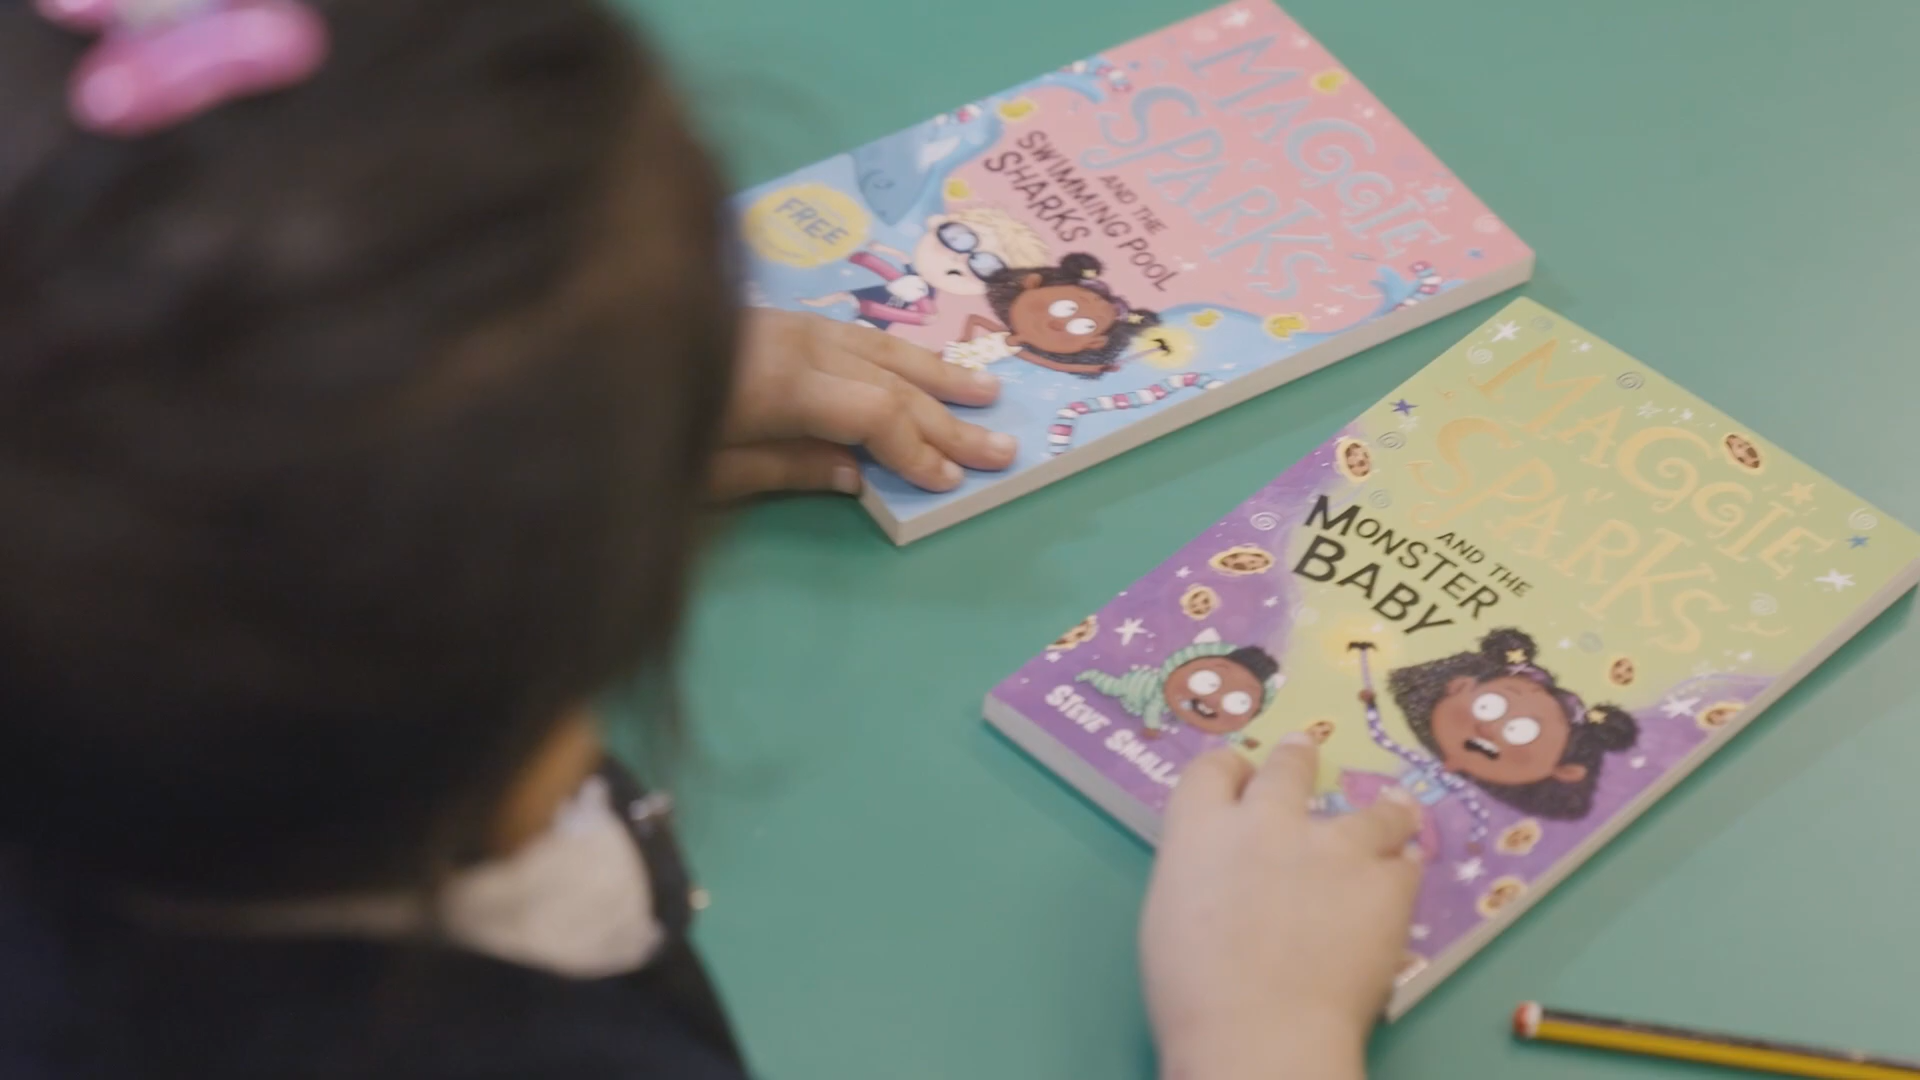 MAGGIE
SPARKS
AND THE
SWIMMING POOL
SHARKS
FREE
MAGGIE
SPARKS
AND THE
MONSTER
BABY
STEVE